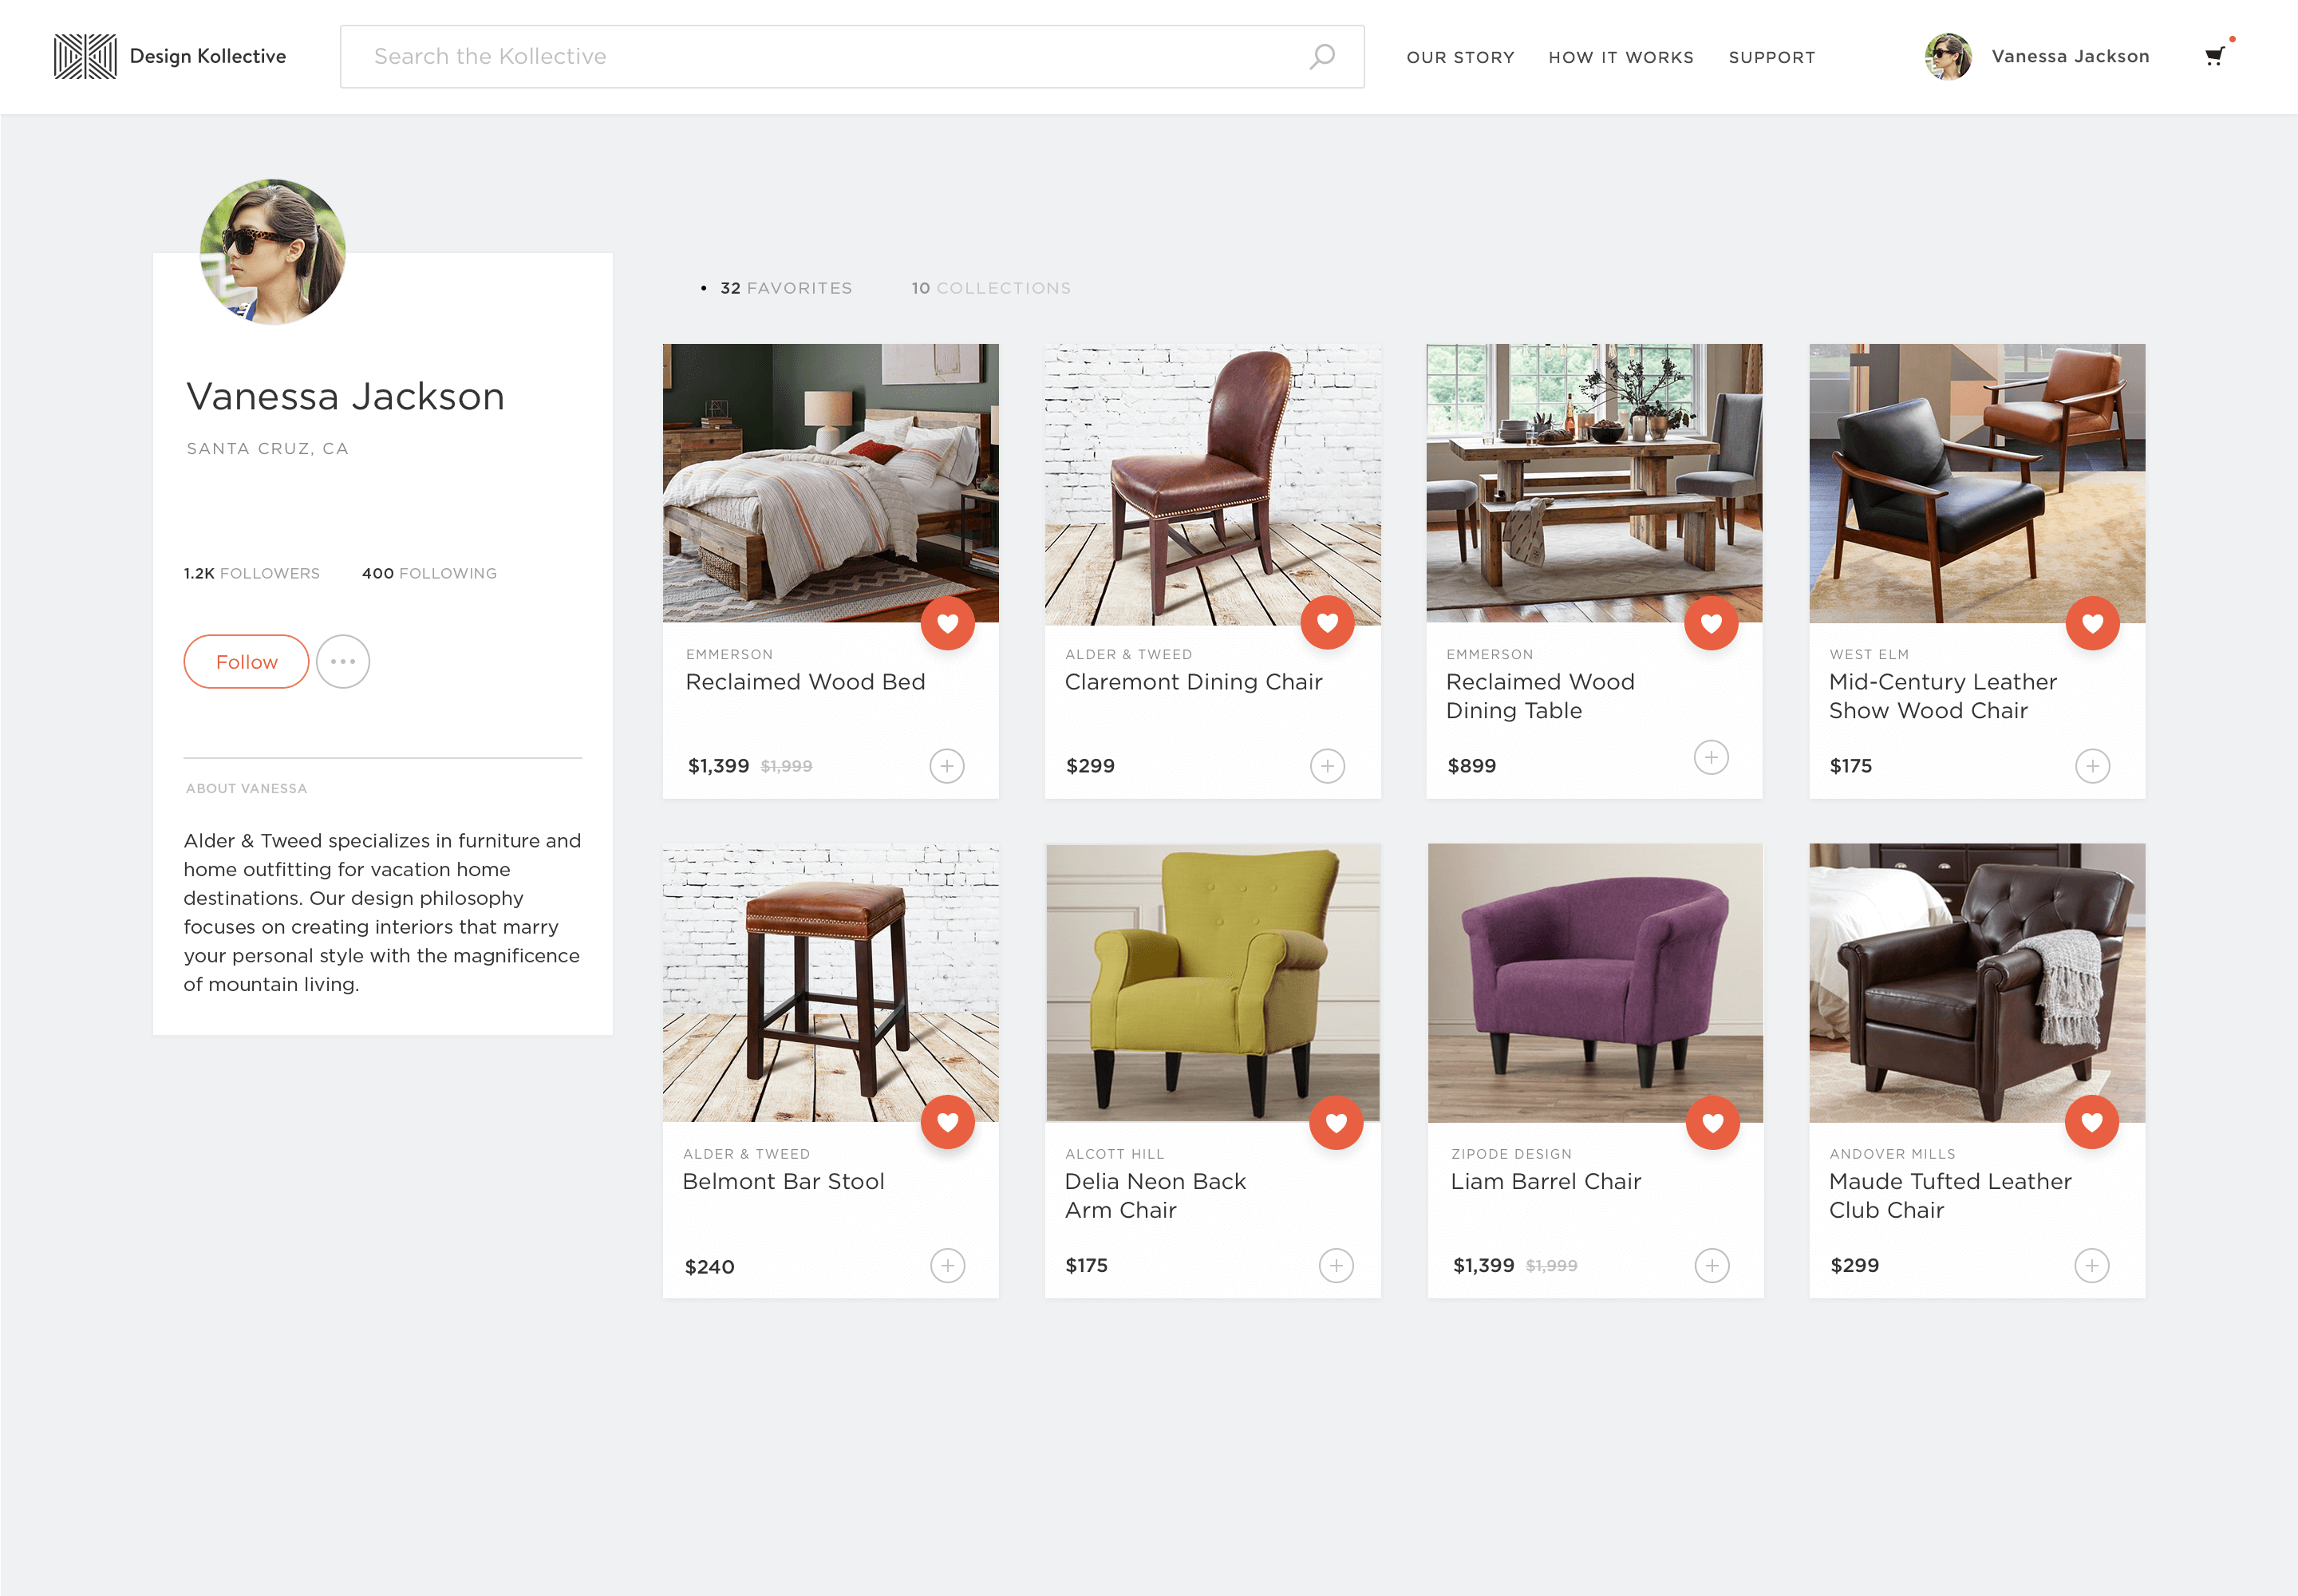 Design Kollective
Search the Kollective
OUR STORY
HOW IT WORKS
SUPPORT
Vanessa Jackson
Vanessa Jackson
SANTA CRUZ, CA
1.2K FOLLOWERS
400 FOLLOWING
Follow
ABOUT VANESSA
Alder & Tweed specializes in furniture and
home outfitting for vacation home
destinations. Our design philosophy
focuses on creating interiors that marry
your personal style with the magnificence
of mountain living.
32 FAVORITES
10 COLLECTIONS
EMMERSON
Reclaimed Wood Bed
$1,399 $1,999
ALDER & TWEED
Claremont Dining Chair
$299
EMMERSON
Reclaimed Wood
Dining Table
$899
WEST ELM
Mid-Century Leather
Show Wood Chair
$175
ALDER & TWEED
Belmont Bar Stool
$240
ALCOTT HILL
Delia Neon Back
Arm Chair
$175
ZIPODE DESIGN
Liam Barrel Chair
$1,399 $1,999
ANDOVER MILLS
Maude Tufted Leather
Club Chair
$299